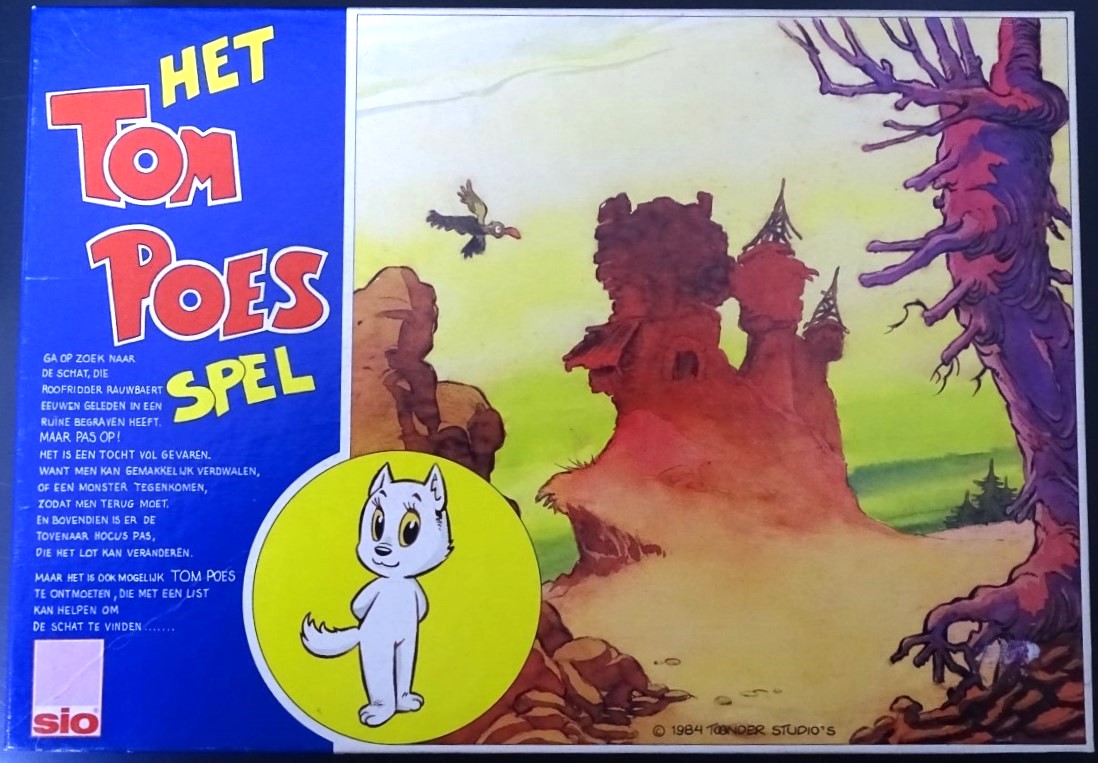 HET
TOM
POES
SPEL
GA OP ZOEK NAAR
DE SCHAT, DIE
ROOFRIDDER RAUWBAERT
EEUWEN GELEDEN IN EEN
RUÏNE BEGRAVEN HEEFT.
MAAR PAS OP!
HET IS EEN TOCHT VOL GEVAREN.
WANT MEN KAN GEMAKKELIJK VERDWALEN,
OF EEN MONSTER TEGENKOMEN,
ZODAT MEN TERUG MOET.
EN BOVENDIEN IS ER DE
TOVENAAR HOCUS PAS,
DIE HET LOT KAN VERANDEREN.
MAAR HET IS OOK MOGELIJK TOM POES
TE ONTMOETEN, DIE MET EEN LIST
KAN HELPEN OM
DE SCHAT TE VINDEN.......
sio®
© 1984 TOONDER STUDIO'S